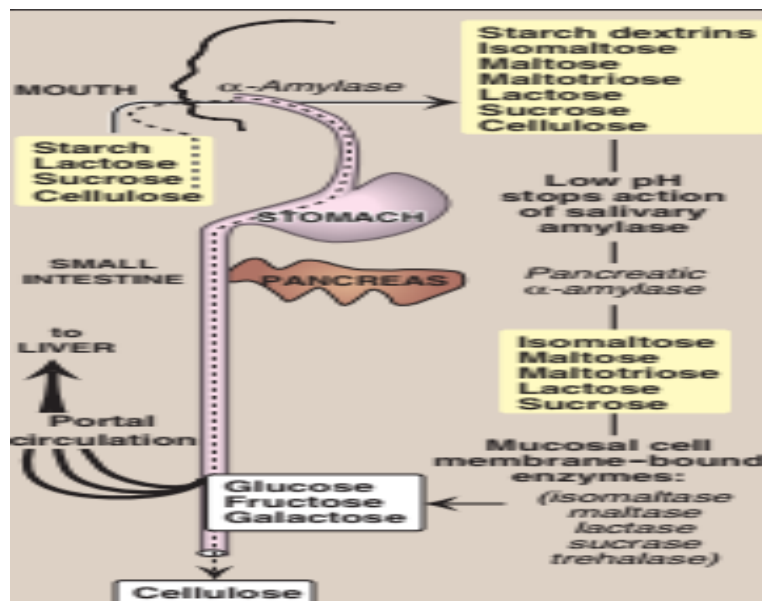 MOUTH
α-Amylase
Starch
Lactose
Sucrose
Cellulose
Starch dextrins
Isomaltose
Maltose
Maltotriose
Lactose
Sucrose
Cellulose
STOMACH
Low pH
stops action
of salivary
amylase
SMALL
INTESTINE
PANCREAS
Pancreatic
α-amylase
to
LIVER
Isomaltose
Maltose
Maltotriose
Lactose
Sucrose
Portal
circulation
Mucosal cell
membrane-bound
enzymes:
(isomaltase
maltase
lactase
sucrase
trehalase)
Glucose
Fructose
Galactose
Cellulose